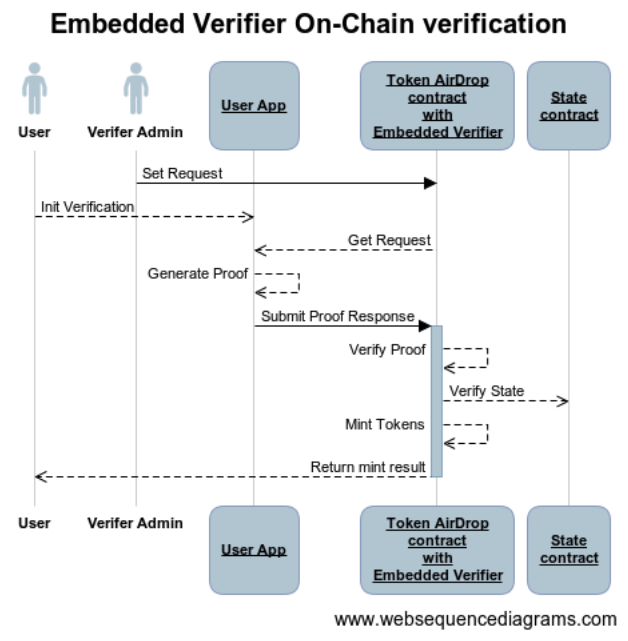 Embedded Verifier On-Chain verification
User
Verifer Admin
User App
Token AirDrop
contract
with
Embedded Verifier
State
contract
Set Request
Init Verification
Get Request
Generate Proof
Submit Proof Response
Verify Proof
Verify State
Mint Tokens
Return mint result
User
Verifer Admin
User App
Token AirDrop
contract
with
Embedded Verifier
State
contract
www.websequencediagrams.com